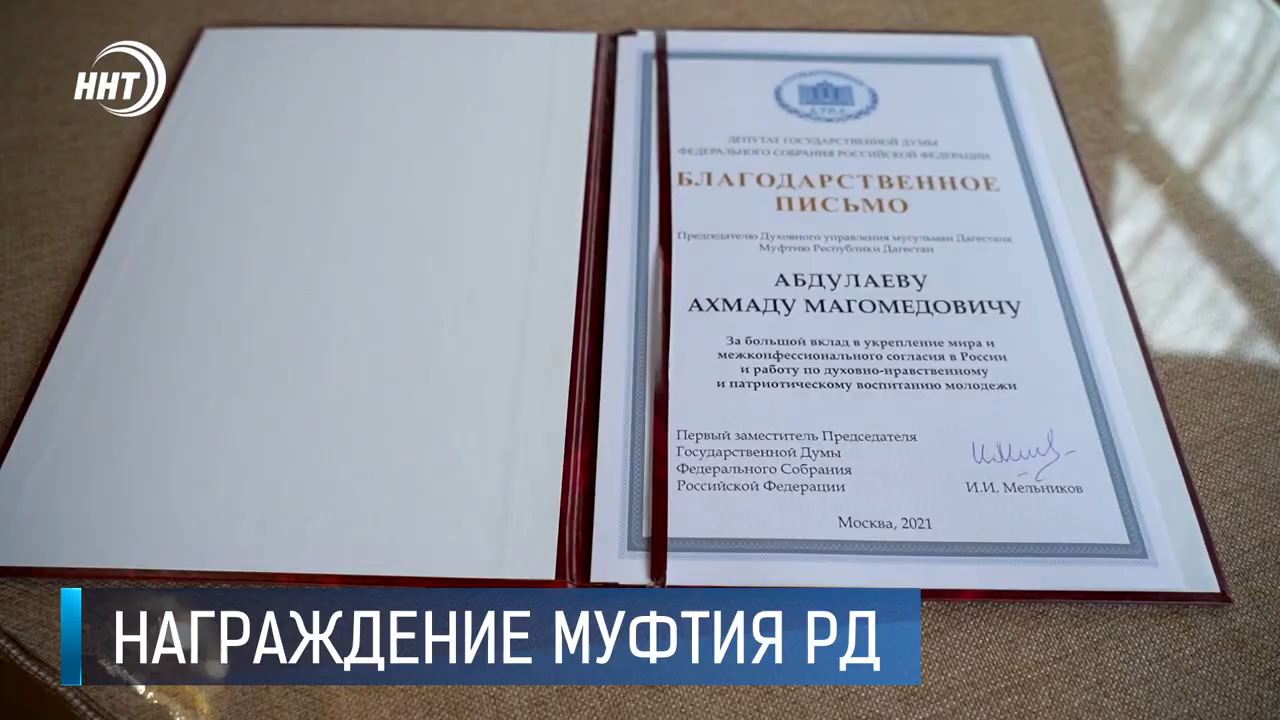 ННТ
ДЕПУТАТ ГОСУДАРСТВЕННОЙ ДУМЫ
ФЕДЕРАЛЬНОГО СОБРАНИЯ РОССИЙСКОЙ ФЕДЕРАЦИИ
БЛАГОДАРСТВЕННОЕ
ПИСЬМО
Председателю Духовного управления мусульман Дагестана
Муфтию Республики Дагестан
АБДУЛАЕВУ
АХМАДУ МАГОМЕДОВИЧУ
За большой вклад в укрепление мира и
межконфессионального согласия в России
и работу по духовно-нравственному
и патриотическому воспитанию молодежи
Первый заместитель Председателя
Государственной Думы
Федерального Собрания
Российской Федерации
И.И. Мельников
Москва, 2021
НАГРАЖДЕНИЕ МУФТИЯ РД